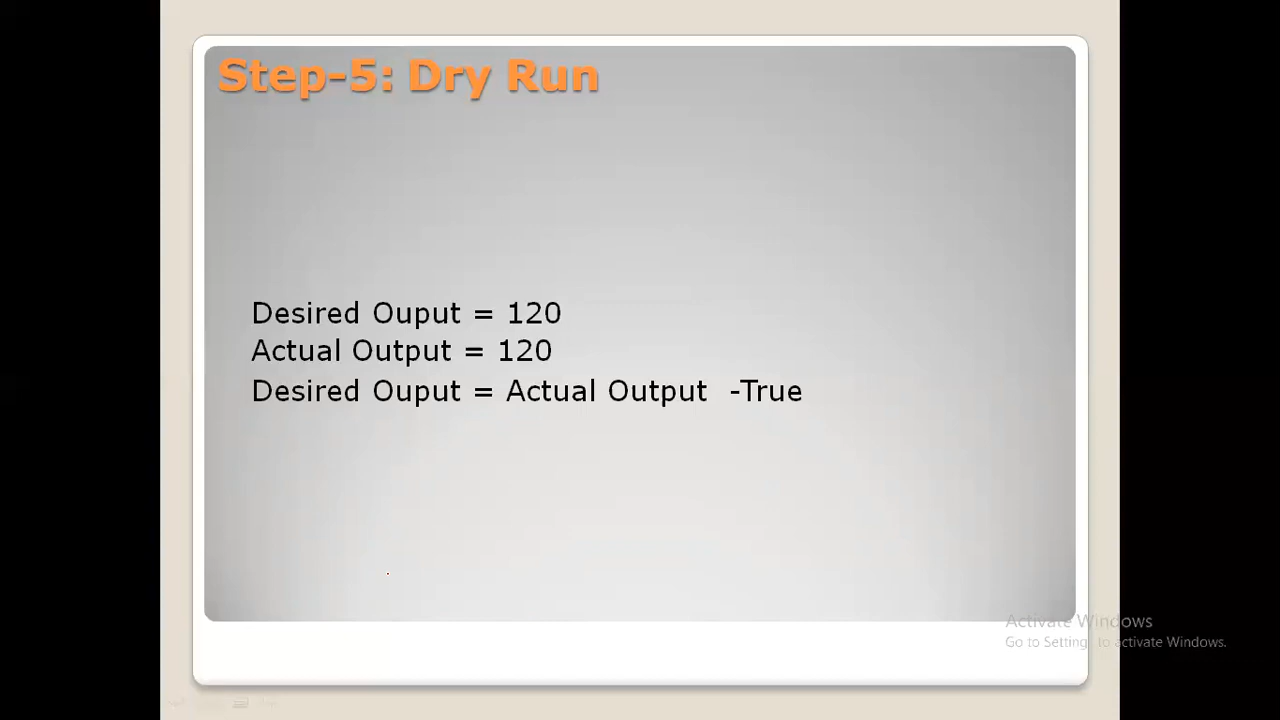 Step-5: Dry Run
Desired Ouput = 120
Actual Output = 120
Desired Ouput = Actual Output -True
Activate Windows
Go to Settings to activate Windows.